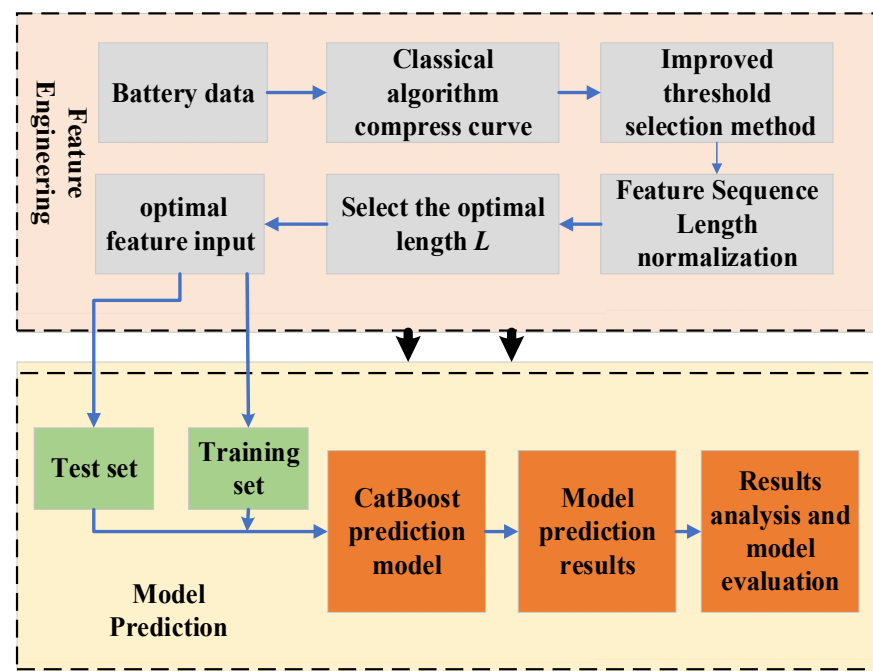 Feature
Engineering
Battery data
Classical
algorithm
compress curve
Improved
threshold
selection method
optimal
feature input
Select the optimal
length L
Feature Sequence
Length
normalization
Test set
Training
set
CatBoost
prediction
model
Model
prediction
results
Results
analysis and
model
evaluation
Model
Prediction